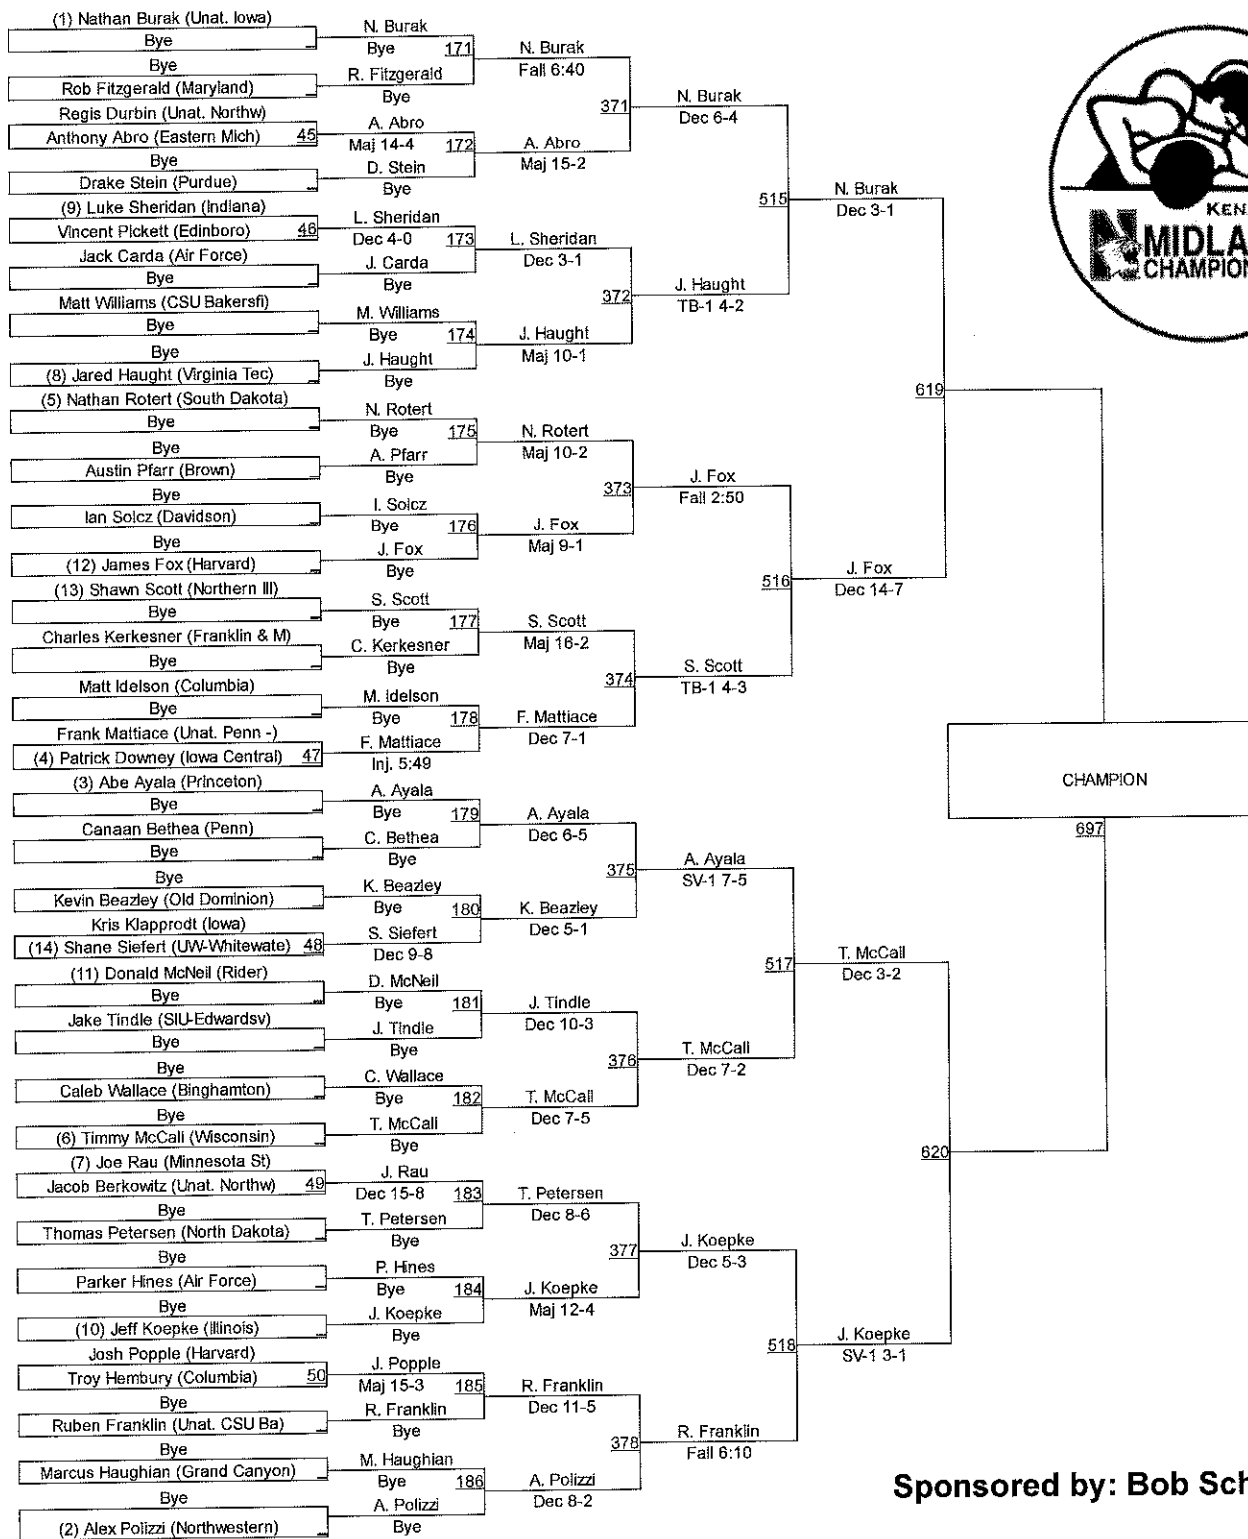 (1) Nathan Burak (Unat. Iowa)
Bye
Bye
Rob Fitzgerald (Maryland)
Regis Durbin (Unat. Northw)
Anthony Abro (Eastern Mich) 45
Bye
Drake Stein (Purdue)
(9) Luke Sheridan (Indiana)
Vincent Pickett (Edinboro) 46
Jack Carda (Air Force)
Bye
Matt Williams (CSU Bakersfi)
Bye
Bye
(8) Jared Haught (Virginia Tec)
(5) Nathan Rotert (South Dakota)
Bye
Bye
Austin Pfarr (Brown)
Bye
Ian Solcz (Davidson)
Bye
(12) James Fox (Harvard)
(13) Shawn Scott (Northern Ill)
Bye
Charles Kerkesner (Franklin & M)
Bye
Matt Idelson (Columbia)
Bye
Frank Mattiace (Unat. Penn -)
(4) Patrick Downey (Iowa Central) 47
(3) Abe Ayala (Princeton)
Bye
Canaan Bethea (Penn)
Bye
Bye
Kevin Beazley (Old Dominion)
Kris Klapprodt (Iowa)
(14) Shane Siefert (UW-Whitewate) 48
(11) Donald McNeil (Rider)
Bye
Jake Tindle (SIU-Edwardsv)
Bye
Bye
Caleb Wallace (Binghamton)
Bye
(6) Timmy McCall (Wisconsin)
(7) Joe Rau (Minnesota St)
Jacob Berkowitz (Unat. Northw) 49
Bye
Thomas Petersen (North Dakota)
Bye
Parker Hines (Air Force)
Bye
(10) Jeff Koepke (Illinois)
Josh Popple (Harvard)
Troy Hembury (Columbia) 50
Bye
Ruben Franklin (Unat. CSU Ba)
Bye
Marcus Haughian (Grand Canyon)
Bye
(2) Alex Polizzi (Northwestern)
N. Burak
Bye 171
R. Fitzgerald
Bye
A. Abro
Maj 14-4 172
D. Stein
Bye
L. Sheridan
Dec 4-0 173
J. Carda
Bye
M. Williams
Bye 174
J. Haught
Bye
N. Rotert
Bye 175
A. Pfarr
Bye
I. Solcz
Bye 176
J. Fox
Bye
S. Scott
Bye 177
C. Kerkesner
Bye
M. Idelson
Bye 178
F. Mattiace
Inj. 5:49
A. Ayala
Bye 179
C. Bethea
Bye
K. Beazley
Bye 180
S. Siefert
Dec 9-8
D. McNeil
Bye 181
J. Tindle
Bye
C. Wallace
Bye 182
T. McCall
Bye
J. Rau
Dec 15-8 183
T. Petersen
Bye
P. Hines
Bye 184
J. Koepke
Bye
J. Popple
Maj 15-3 185
R. Franklin
Bye
M. Haughian
Bye 186
A. Polizzi
Bye
N. Burak
Fall 6:40
371
A. Abro
Maj 15-2
L. Sheridan
Dec 3-1
372
J. Haught
Maj 10-1
N. Rotert
Maj 10-2
373
J. Fox
Maj 9-1
S. Scott
Maj 16-2
374
F. Mattiace
Dec 7-1
A. Ayala
Dec 6-5
375
K. Beazley
Dec 5-1
J. Tindle
Dec 10-3
376
T. McCall
Dec 7-5
T. Petersen
Dec 8-6
377
J. Koepke
Maj 12-4
R. Franklin
Dec 11-5
378
A. Polizzi
Dec 8-2
N. Burak
Dec 6-4
515
J. Haught
TB-1 4-2
J. Fox
Fall 2:50
516
S. Scott
TB-1 4-3
A. Ayala
SV-1 7-5
517
T. McCall
Dec 7-2
J. Koepke
Dec 5-3
518
R. Franklin
Fall 6:10
N. Burak
Dec 3-1
619
J. Fox
Dec 14-7
T. McCall
Dec 3-2
620
J. Koepke
SV-1 3-1
CHAMPION
697
KEN
N MIDLA
CHAMPION
Sponsored by: Bob Sch